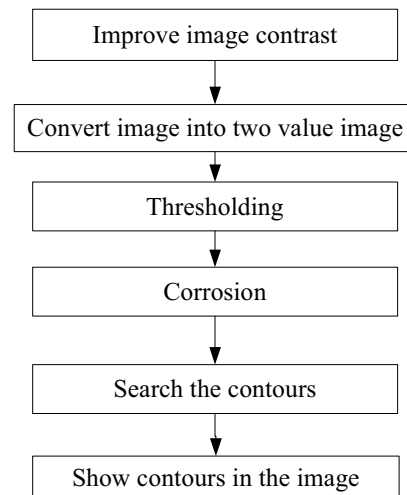 Improve image contrast
Convert image into two value image
Thresholding
Corrosion
Search the contours
Show contours in the image